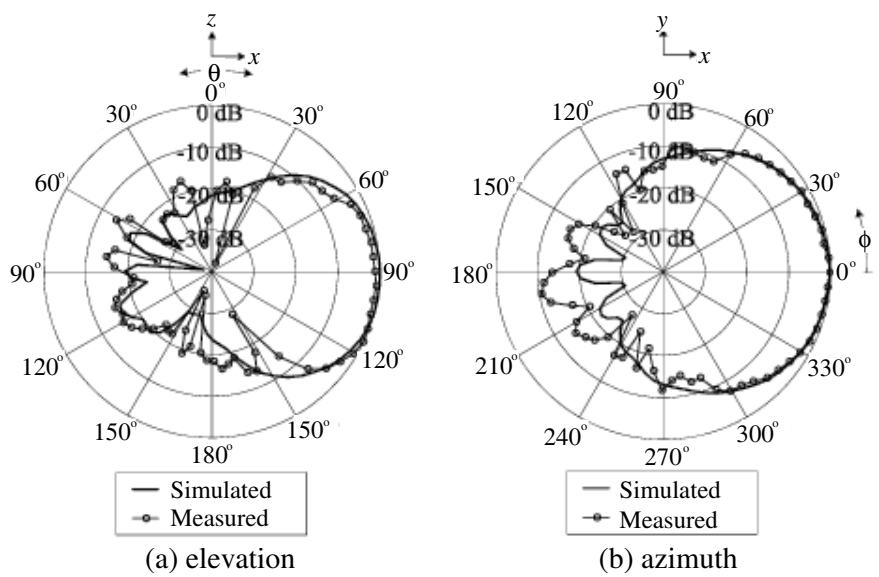 z
x
θ
0°
0 dB
30°
30°
-10 dB
60°
60°
-20 dB
-30 dB
90°
90°
120°
120°
150°
150°
180°
Simulated
Measured
(a) elevation
y
x
90°
0 dB
120°
60°
-10 dB
150°
30°
-20 dB
-30 dB
ϕ
180°
0°
210°
330°
240°
300°
270°
Simulated
Measured
(b) azimuth